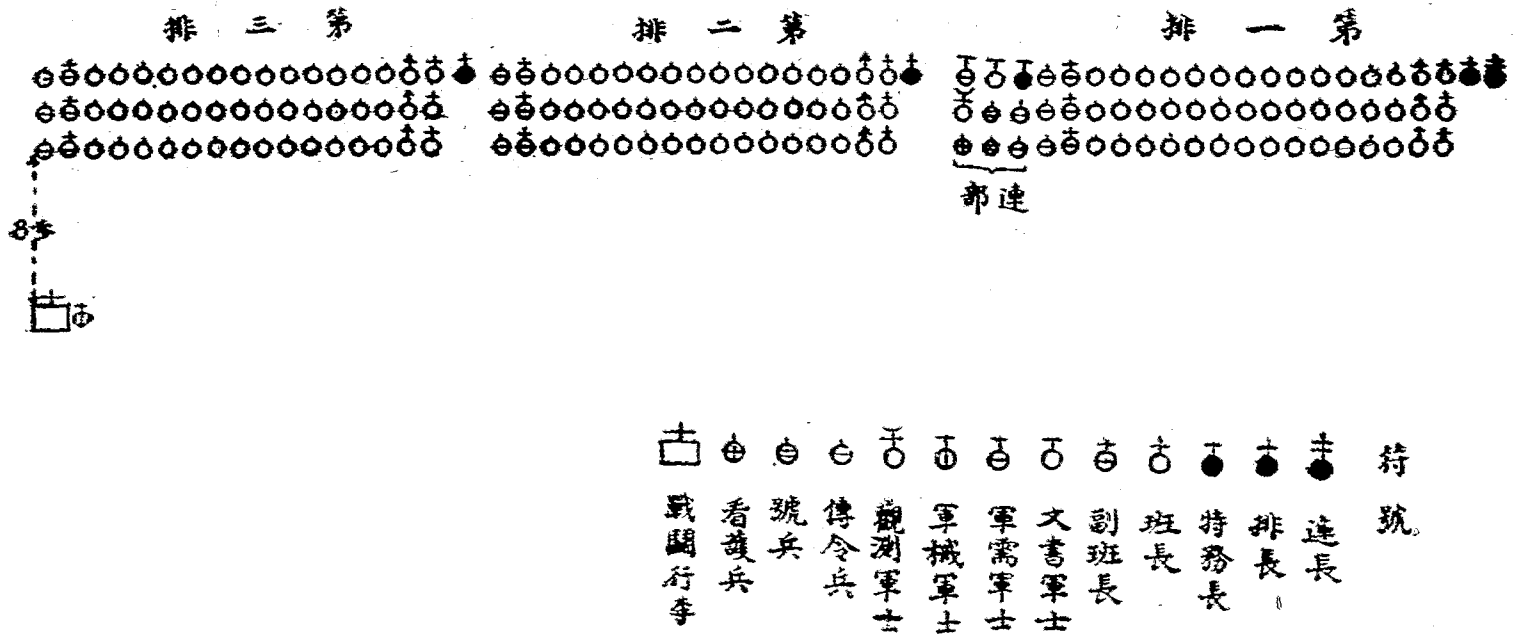 第一排
第二排
第三排
連部
8步
符號
連長
排長
特務長
班長
副班長
文書軍士
軍需軍士
軍械軍士
觀測軍士
傳令兵
號兵
看護兵
戰鬪行李